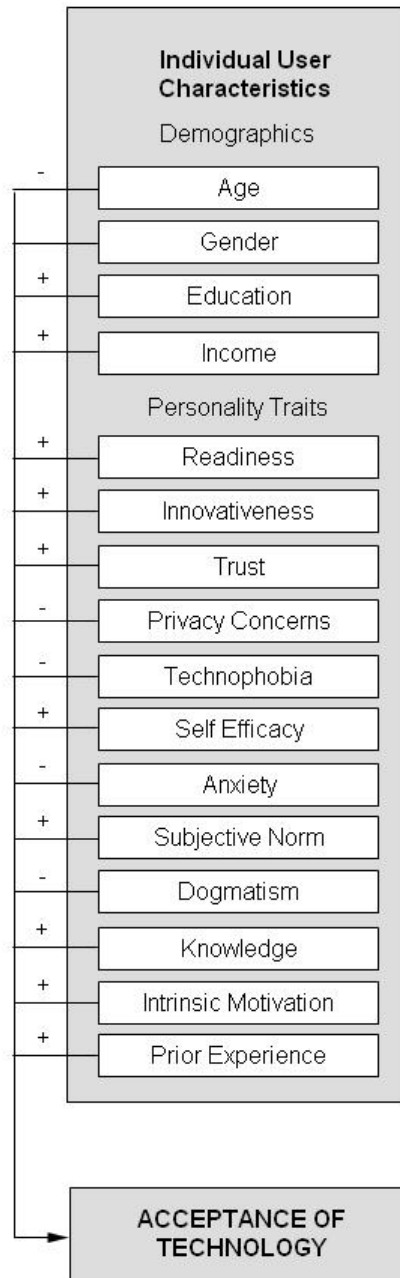 Individual User
Characteristics
Demographics
-
Age
Gender
+
Education
+
Income
Personality Traits
+
Readiness
+
Innovativeness
+
Trust
-
Privacy Concerns
-
Technophobia
+
Self Efficacy
-
Anxiety
+
Subjective Norm
-
Dogmatism
+
Knowledge
+
Intrinsic Motivation
+
Prior Experience
ACCEPTANCE OF
TECHNOLOGY